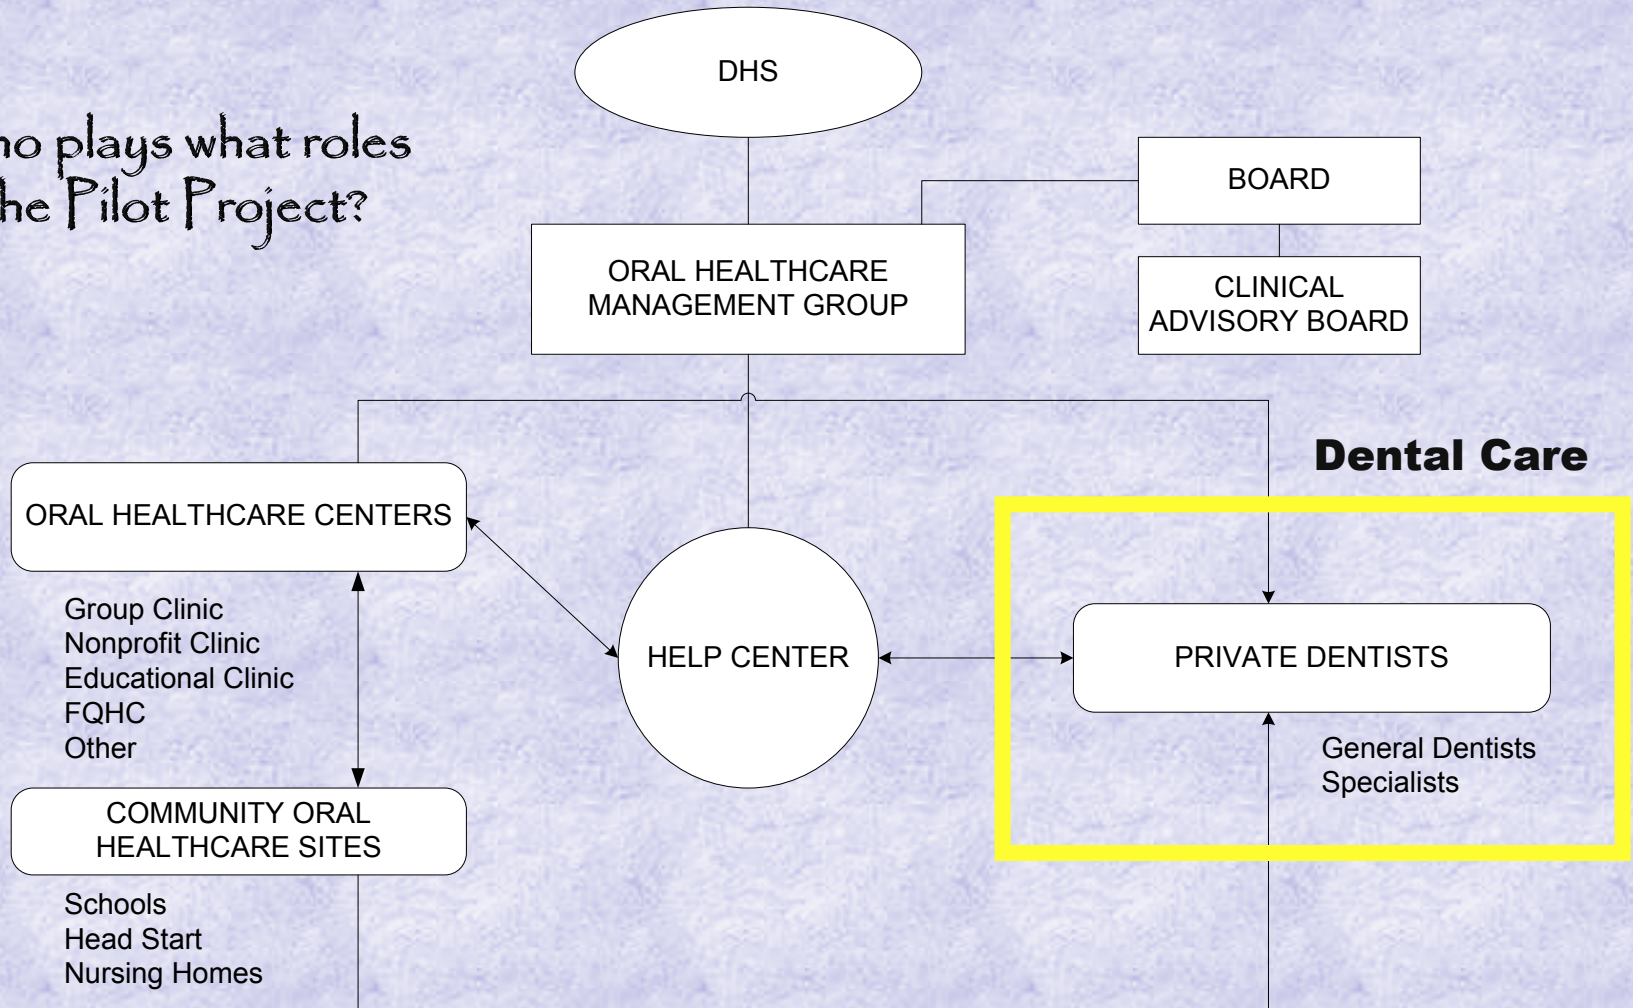 ho plays what roles
he Pilot Project?
DHS
BOARD
ORAL HEALTHCARE
MANAGEMENT GROUP
CLINICAL
ADVISORY BOARD
Dental Care
ORAL HEALTHCARE CENTERS
Group Clinic
Nonprofit Clinic
Educational Clinic
FQHC
Other
HELP CENTER
PRIVATE DENTISTS
General Dentists
Specialists
COMMUNITY ORAL
HEALTHCARE SITES
Schools
Head Start
Nursing Homes